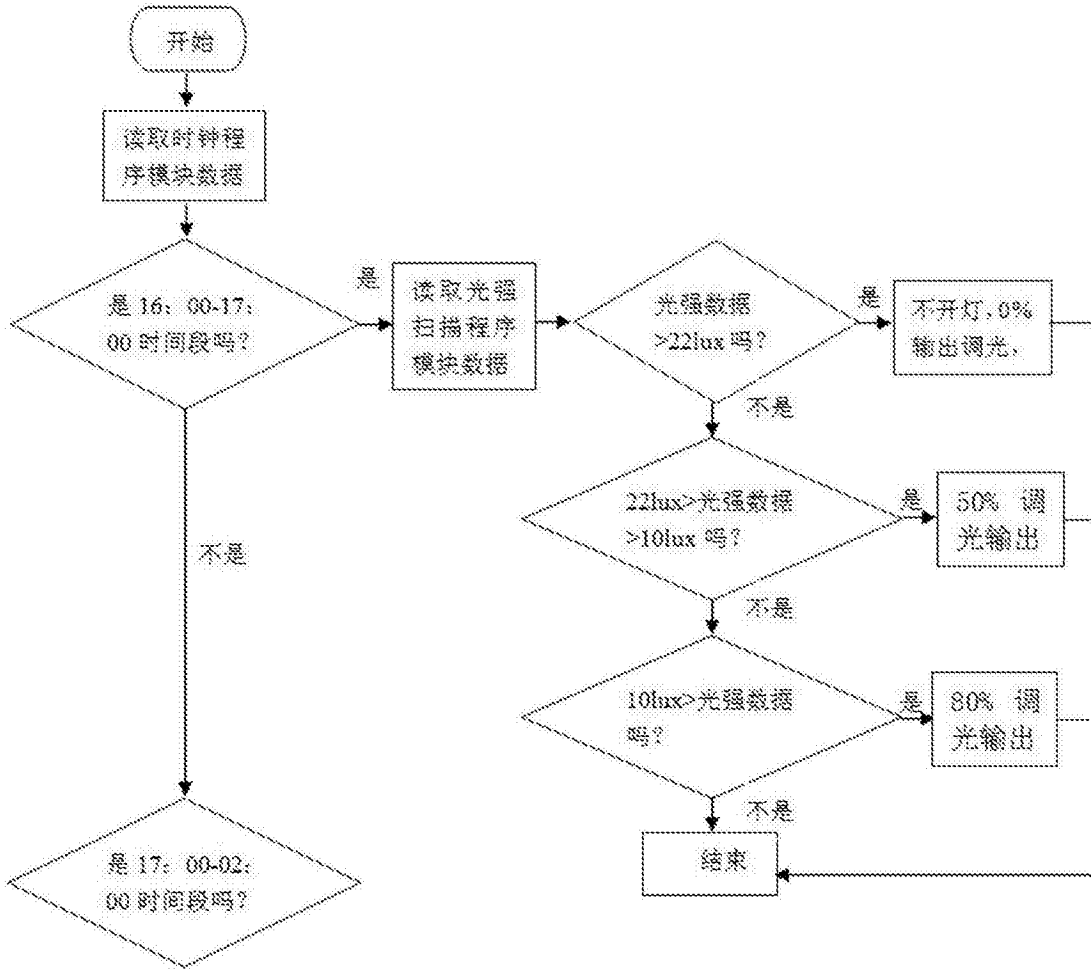 开始
读取时钟程
序模块数据
是 16：00-17：
00 时间段吗？
是
读取光强
扫描程序
模块数据
光强数据
>22lux 吗？
是
不开灯，0%
输出调光，
不是
22lux>光强数据
>10lux 吗？
是
50% 调
光输出
不是
不是
10lux>光强数据
吗？
是
80% 调
光输出
不是
结束
是 17：00-02：
00 时间段吗？